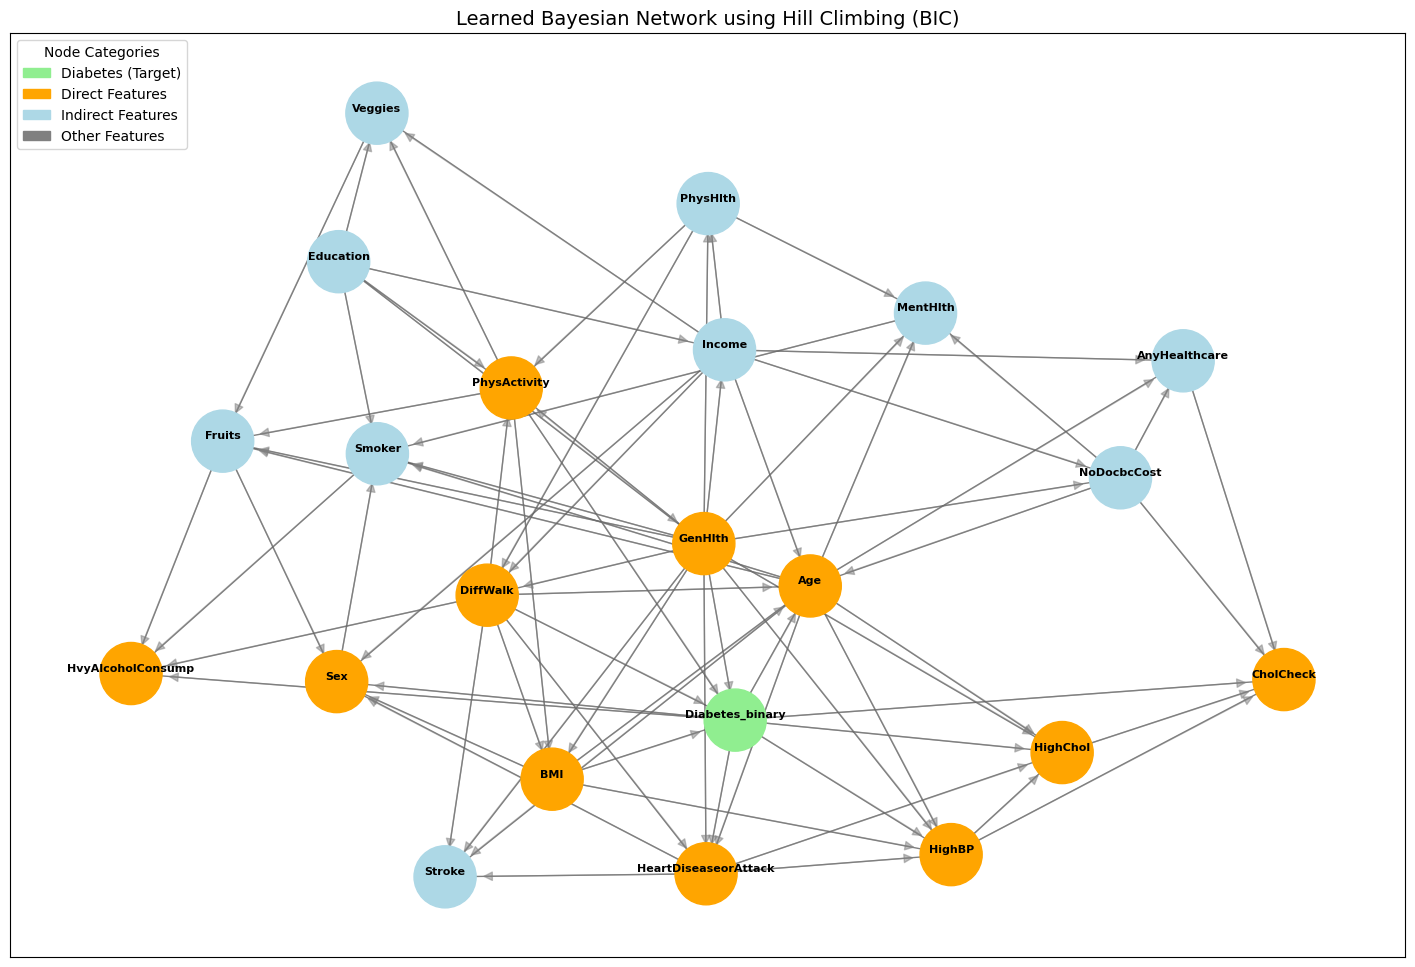 Learned Bayesian Network using Hill Climbing (BIC)
Node Categories
Diabetes (Target)
Direct Features
Indirect Features
Other Features
Veggies
PhysHlth
Education
MentHlth
Income
AnyHealthcare
PhysActivity
Fruits
Smoker
NoDocbcCost
GenHlth
Age
DiffWalk
HvyAlcoholConsump
Sex
CholCheck
Diabetes_binary
HighChol
BMI
HighBP
HeartDiseaseorAttack
Stroke